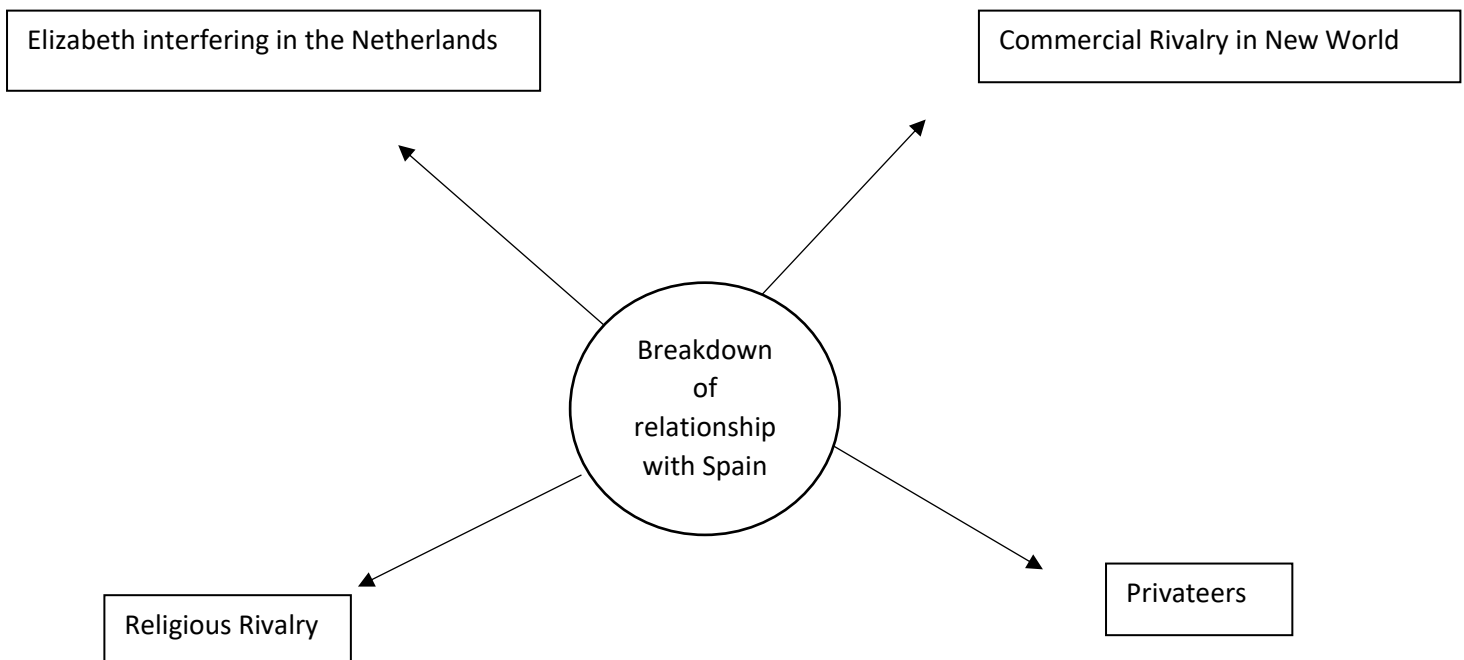 Elizabeth interfering in the Netherlands
Commercial Rivalry in New World
Breakdown
of
relationship
with Spain
Religious Rivalry
Privateers